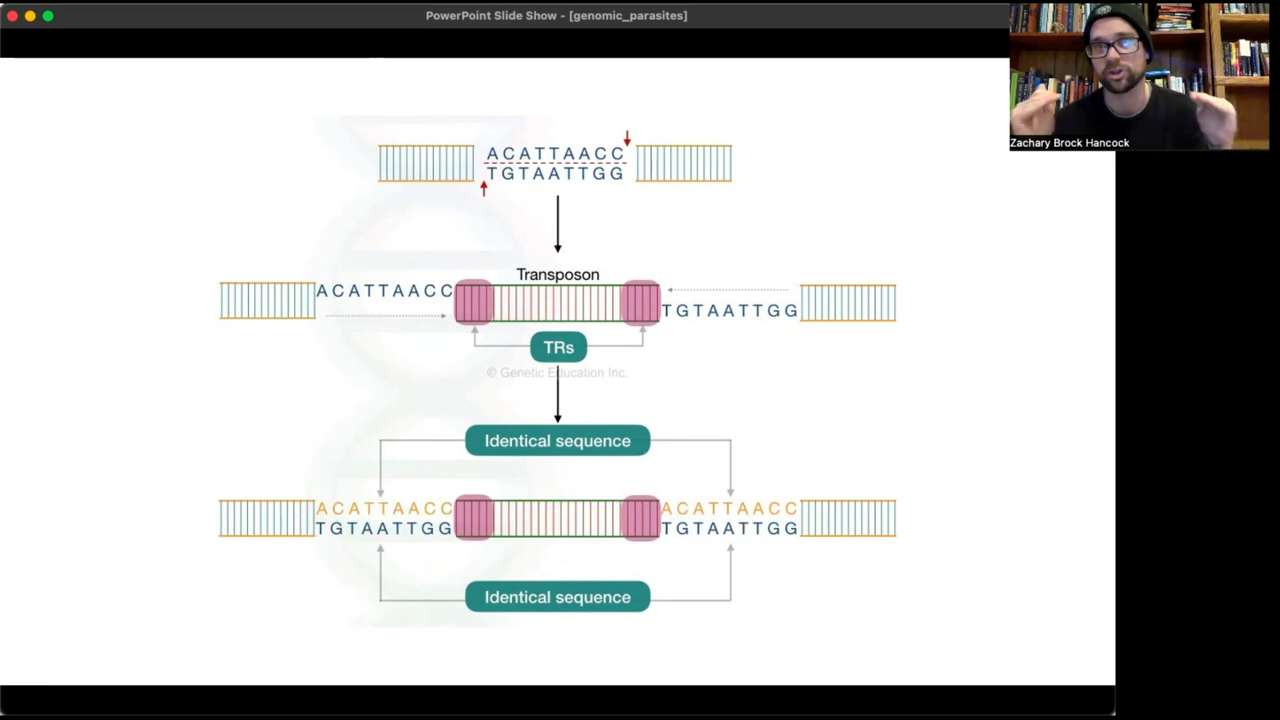 PowerPoint Slide Show - [genomic_parasites]
Zachary Brock Hancock
ACATTAACC
TGTAATTGG
Transposon
ACATTAACC
TGTAATTGG
TRs
© Genetic Education Inc.
Identical sequence
ACATTAACC ACATTAACC
TGTAATTGG TGTAATTGG
Identical sequence